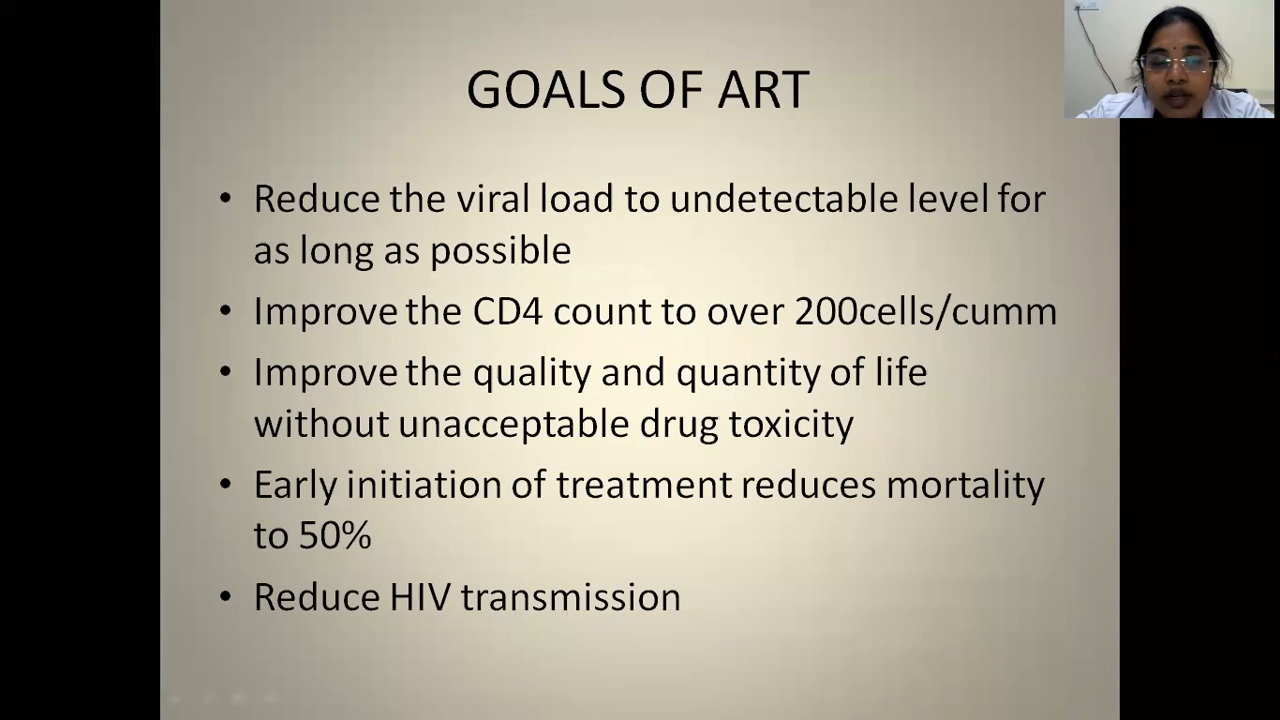 GOALS OF ART
• Reduce the viral load to undetectable level for
as long as possible
• Improve the CD4 count to over 200cells/cumm
• Improve the quality and quantity of life
without unacceptable drug toxicity
• Early initiation of treatment reduces mortality
to 50%
• Reduce HIV transmission